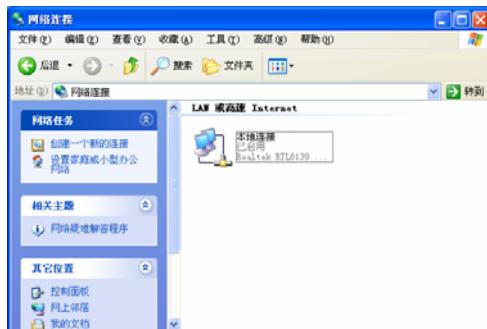 网络连接
文件(F) 编辑(E) 查看(V) 收藏(A) 工具(T) 高级(N) 帮助(H)
后退 搜索 文件夹
地址(D) 网络连接 转到
网络任务
创建一个新的连接
设置家庭或小型办公
网络
相关主题
网络疑难解答程序
其它位置
控制面板
网上邻居
我的文档
LAN 或高速 Internet
本地连接
已启用
Realtek RTL8139 ...